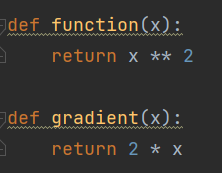 def function(x):
    return x ** 2
def gradient(x):
    return 2 * x